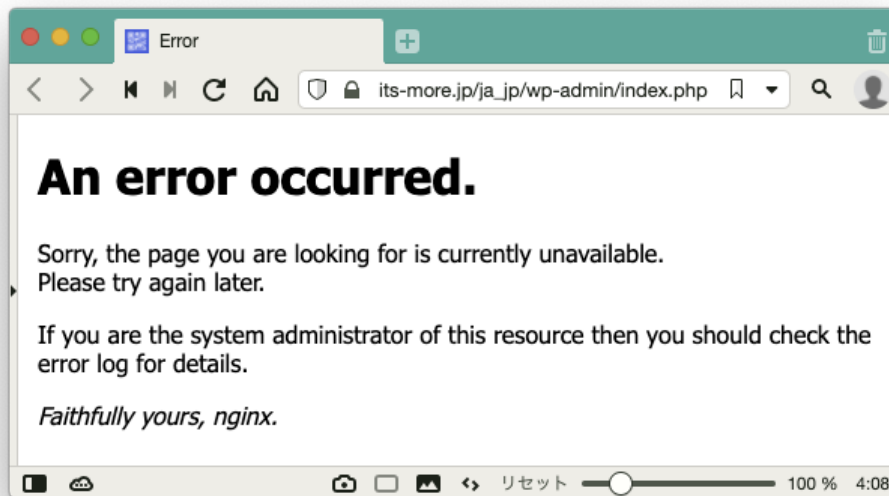 Error
its-more.jp/ja_jp/wp-admin/index.php
An error occurred.
Sorry, the page you are looking for is currently unavailable.
Please try again later.
If you are the system administrator of this resource then you should check the
error log for details.
Faithfully yours, nginx.
リセット 100 % 4:08